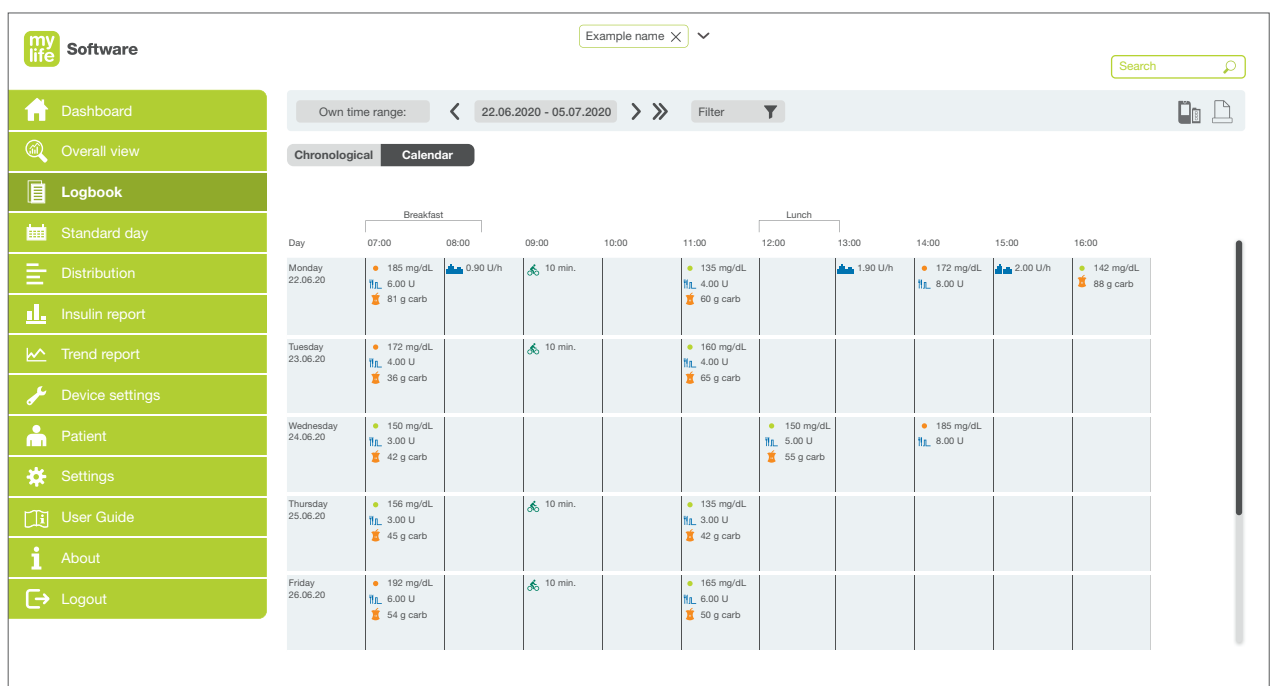 my
life
Software
Example name
Search
Dashboard
Overall view
Logbook
Standard day
Distribution
Insulin report
Trend report
Device settings
Patient
Settings
User Guide
About
Logout
Own time range:
22.06.2020 - 05.07.2020
Filter
Chronological
Calendar
Breakfast
Lunch
Day 07:00 08:00 09:00 10:00 11:00 12:00 13:00 14:00 15:00 16:00
Monday 185 mg/dL 0.90 U/h 10 min. 135 mg/dL 1.90 U/h 172 mg/dL 2.00 U/h 142 mg/dL
22.06.20 6.00 U 4.00 U 8.00 U 88 g carb
81 g carb 60 g carb
Tuesday 172 mg/dL 10 min. 160 mg/dL
23.06.20 4.00 U 4.00 U
36 g carb 65 g carb
Wednesday 150 mg/dL 150 mg/dL 185 mg/dL
24.06.20 3.00 U 5.00 U 8.00 U
42 g carb 55 g carb
Thursday 156 mg/dL 10 min. 135 mg/dL
25.06.20 3.00 U 3.00 U
45 g carb 42 g carb
Friday 192 mg/dL 10 min. 165 mg/dL
26.06.20 6.00 U 6.00 U
54 g carb 50 g carb